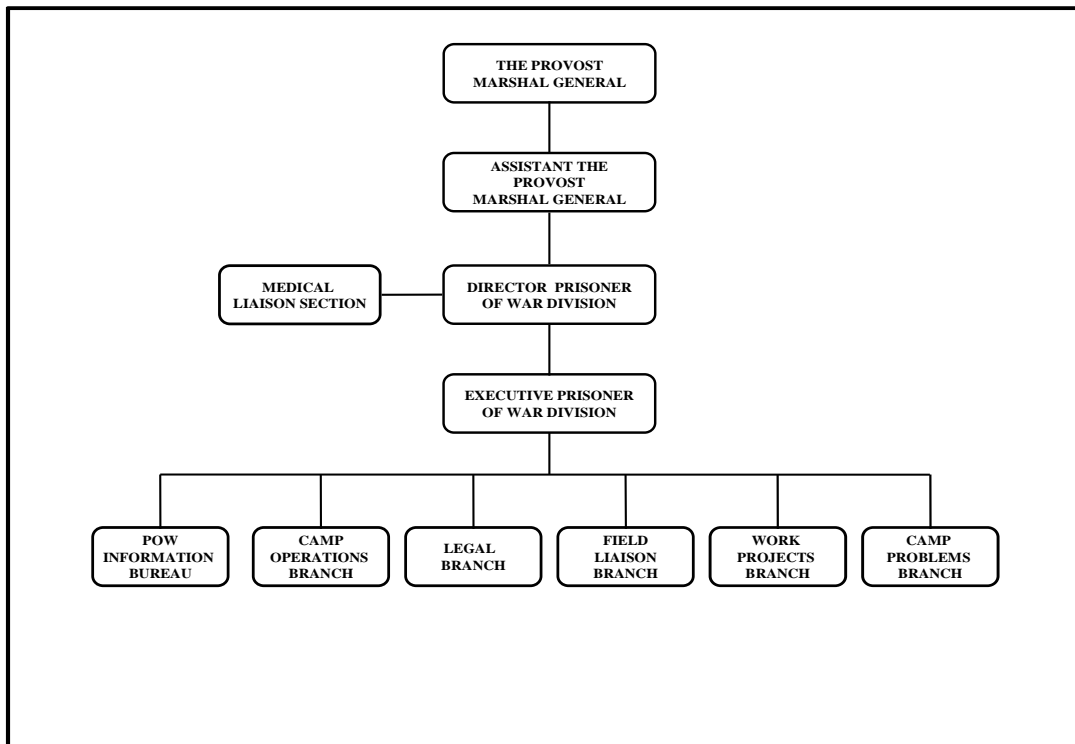 THE PROVOST
MARSHAL GENERAL
ASSISTANT THE
PROVOST
MARSHAL GENERAL
MEDICAL
LIAISON SECTION
DIRECTOR PRISONER
OF WAR DIVISION
EXECUTIVE PRISONER
OF WAR DIVISION
POW
INFORMATION
BUREAU
CAMP
OPERATIONS
BRANCH
LEGAL
BRANCH
FIELD
LIAISON
BRANCH
WORK
PROJECTS
BRANCH
CAMP
PROBLEMS
BRANCH